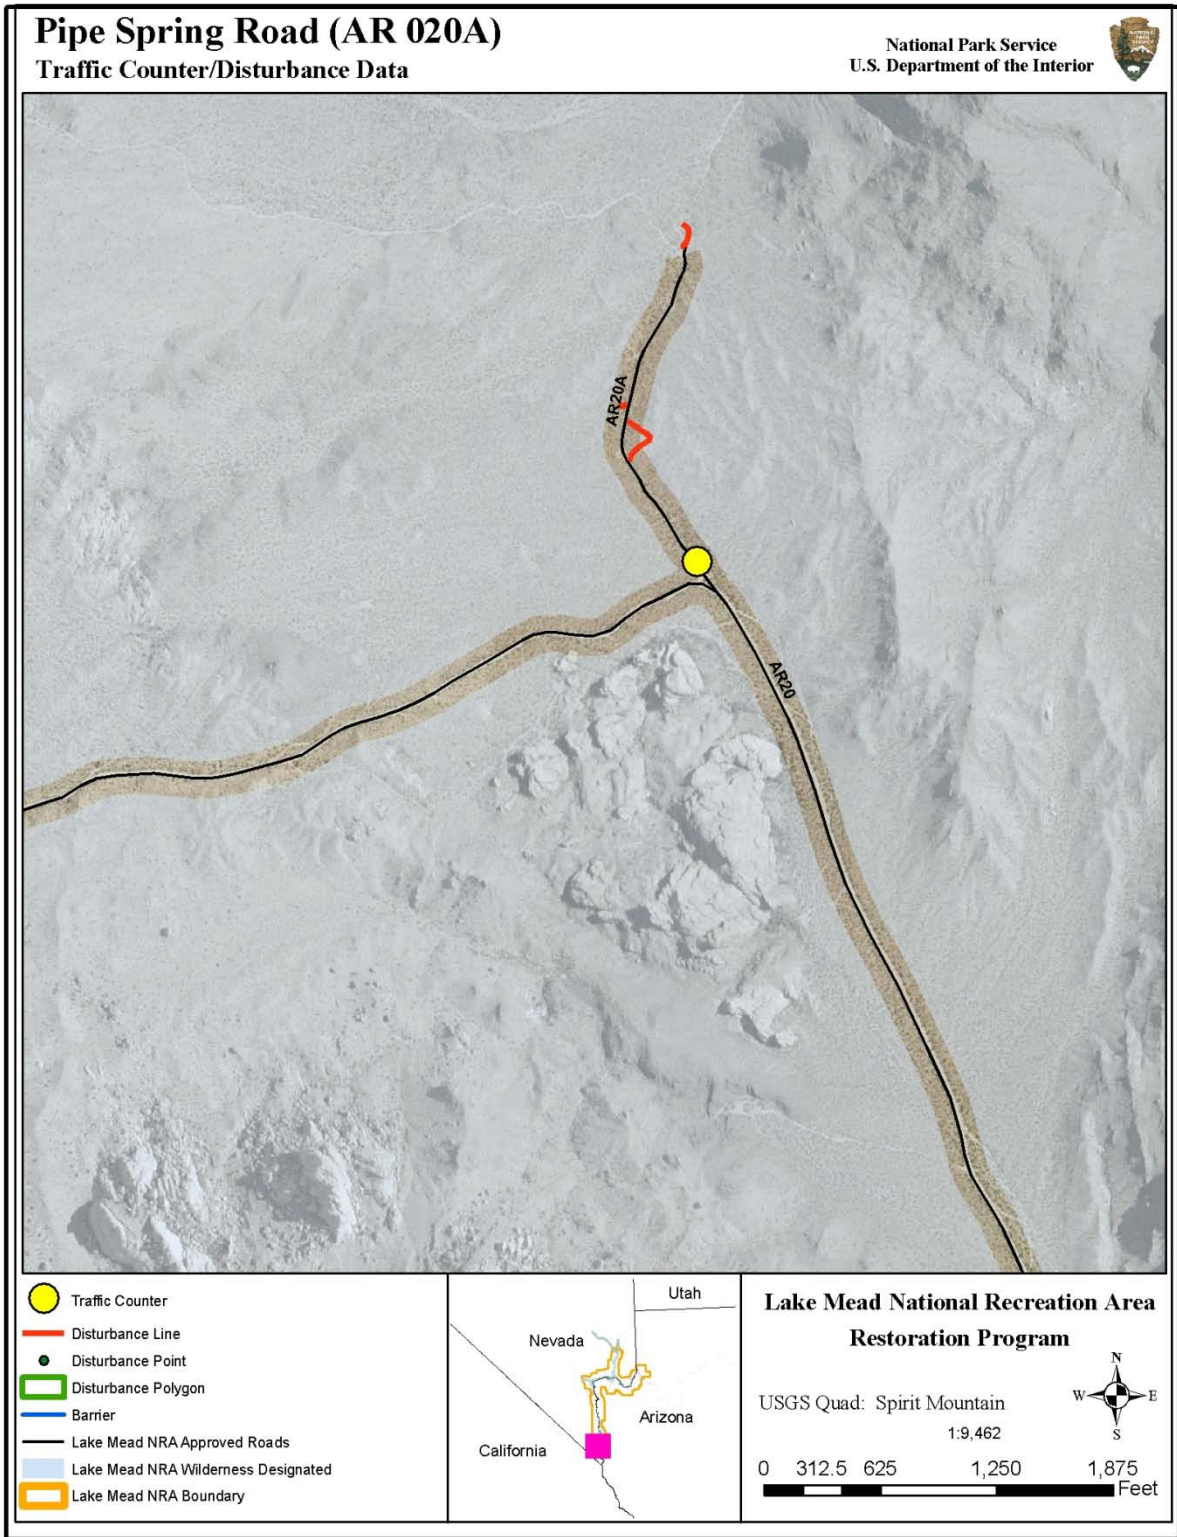 Pipe Spring Road (AR 020A)
Traffic Counter/Disturbance Data
National Park Service
U.S. Department of the Interior
AR20A
AR20
Traffic Counter
Disturbance Line
Disturbance Point
Disturbance Polygon
Barrier
Lake Mead NRA Approved Roads
Lake Mead NRA Wilderness Designated
Lake Mead NRA Boundary
Utah
Nevada
Arizona
California
Lake Mead National Recreation Area
Restoration Program
USGS Quad: Spirit Mountain
1:9,462
N
W E
S
0 312.5 625 1,250 1,875
Feet